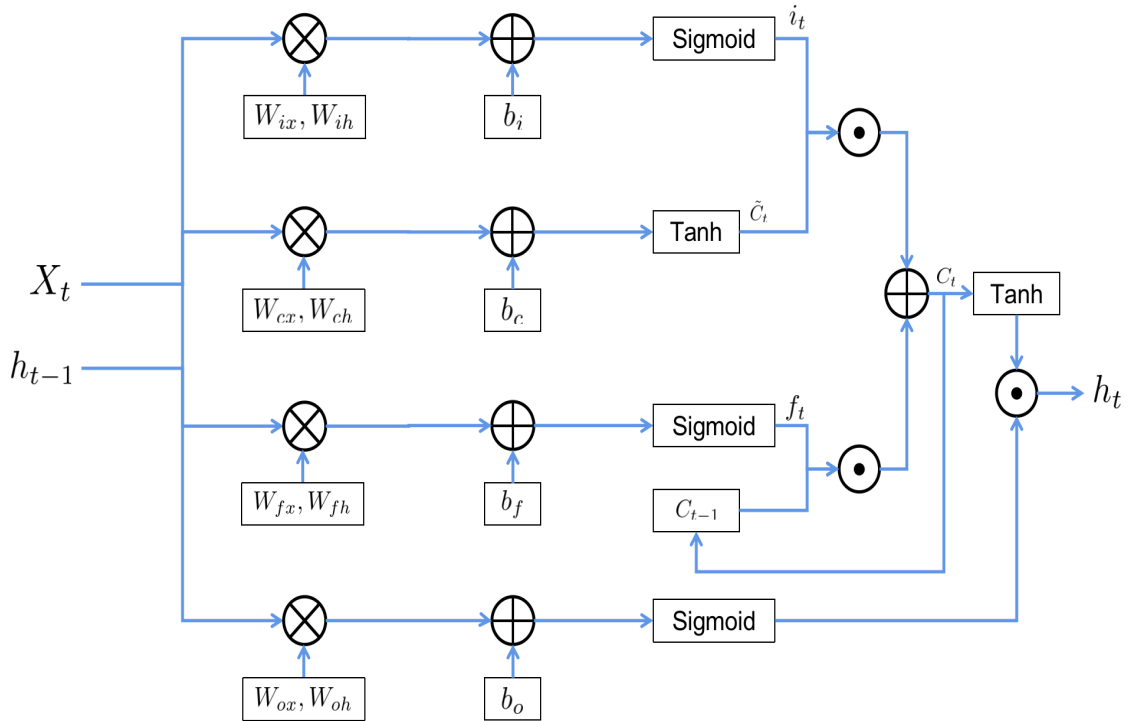 i_t
Sigmoid
W_{ix}, W_{ih}
b_i
C̃_t
Tanh
X_t
W_{cx}, W_{ch}
b_c
C_t
Tanh
h_{t-1}
h_t
f_t
Sigmoid
W_{fx}, W_{fh}
b_f
C_{t-1}
Sigmoid
W_{ox}, W_{oh}
b_o